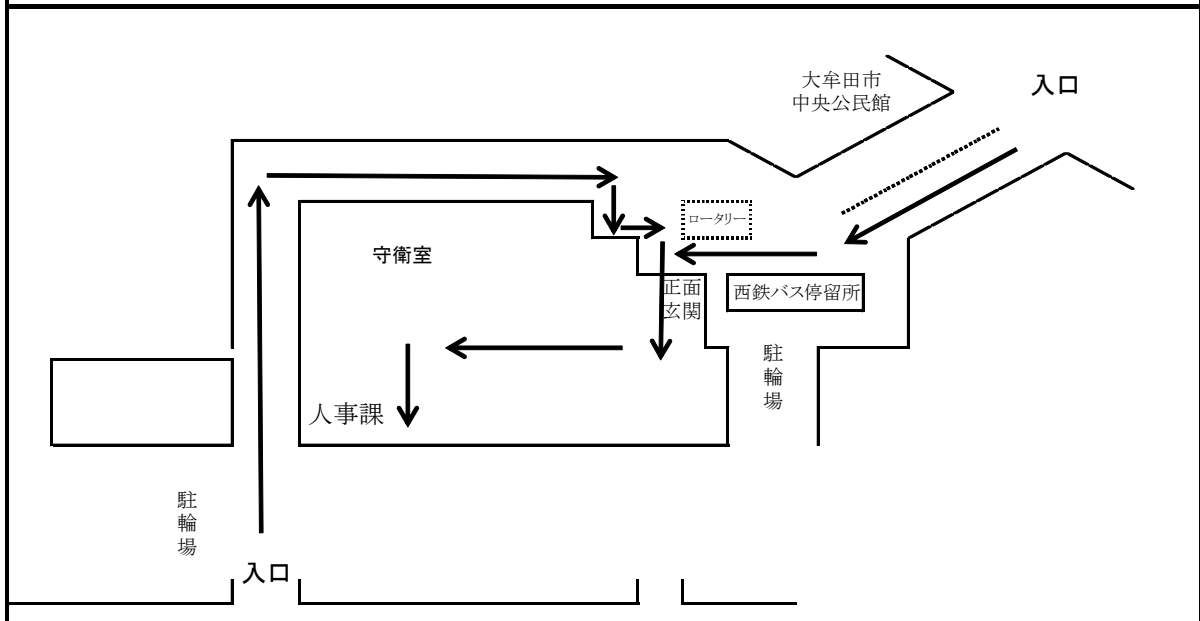 大牟田市
中央公民館
入口
ロータリー
守衛室
正面
玄関
西鉄バス停留所
駐輪場
人事課
駐輪場
入口